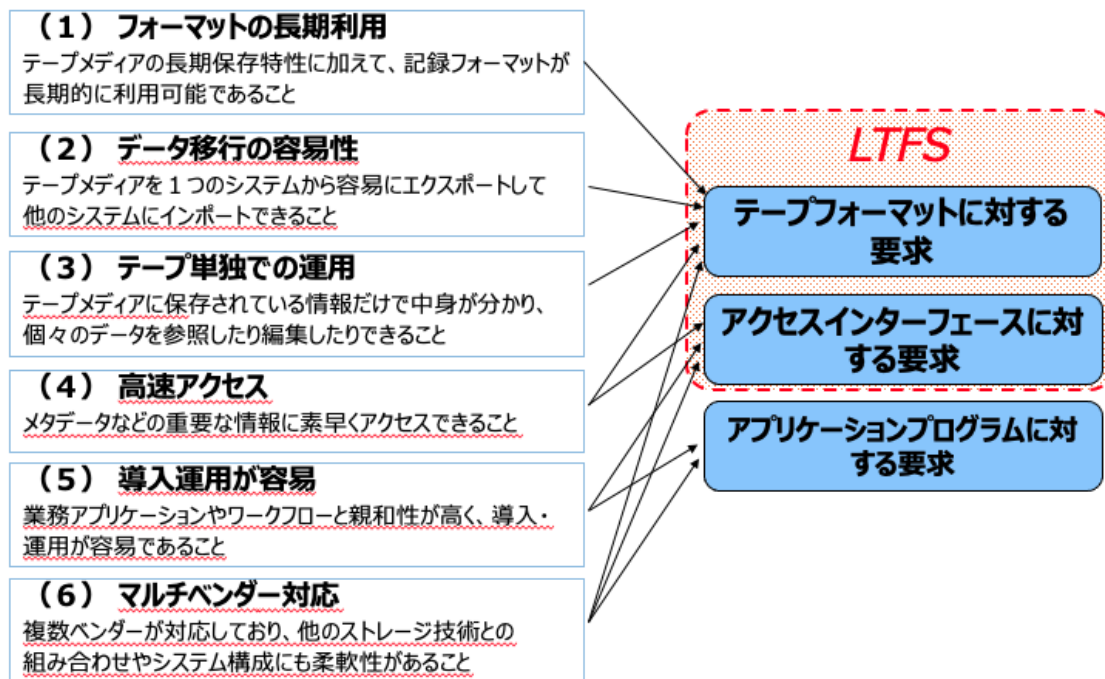 （１） フォーマットの長期利用
テープメディアの長期保存特性に加えて、記録フォーマットが
長期的に利用可能であること
（２） データ移行の容易性
テープメディアを１つのシステムから容易にエクスポートして
他のシステムにインポートできること
（３） テープ単独での運用
テープメディアに保存されている情報だけで中身が分かり、
個々のデータを参照したり編集したりできること
（４） 高速アクセス
メタデータなどの重要な情報に素早くアクセスできること
（５） 導入運用が容易
業務アプリケーションやワークフローと親和性が高く、導入・
運用が容易であること
（６） マルチベンダー対応
複数ベンダーが対応しており、他のストレージ技術との
組み合わせやシステム構成にも柔軟性があること
LTFS
テープフォーマットに対する
要求
アクセスインターフェースに対
する要求
アプリケーションプログラムに対
する要求